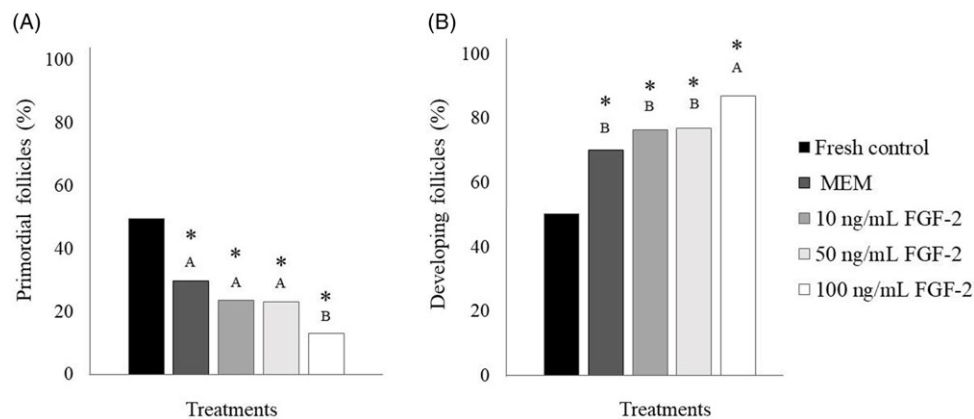 (A)
Primordial follicles (%)
100
80
60
40
20
0
*
A
*
A
*
A
*
B
Treatments
(B)
Developing follicles (%)
100
80
60
40
20
0
*
B
*
B
*
B
*
A
Treatments
Fresh control
MEM
10 ng/mL FGF-2
50 ng/mL FGF-2
100 ng/mL FGF-2